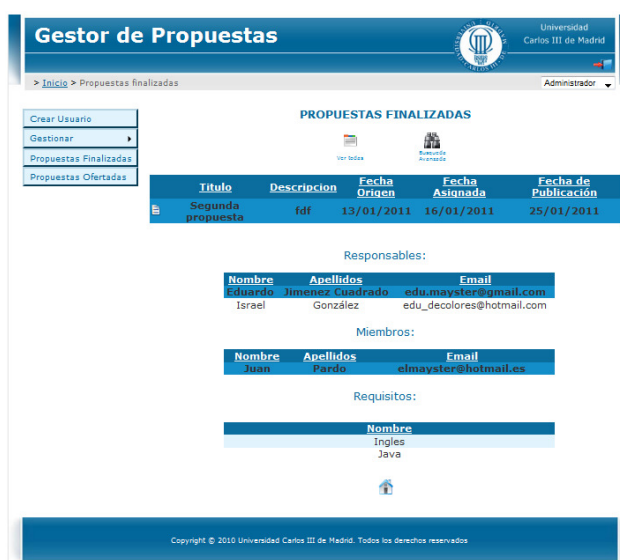 Gestor de Propuestas
Universidad
Carlos III de Madrid
> Inicio > Propuestas finalizadas
Administrador
Crear Usuario
Gestionar
Propuestas Finalizadas
Propuestas Ofertadas
PROPUESTAS FINALIZADAS
Ver todas
Busqueda
Avanzada
Titulo Descripcion Fecha Origen Fecha Asignada Fecha de Publicación
Segunda propuesta fdf 13/01/2011 16/01/2011 25/01/2011
Responsables:
Nombre Apellidos Email
Eduardo Jimenez Cuadrado edu.mayster@gmail.com
Israel González edu_decolores@hotmail.com
Miembros:
Nombre Apellidos Email
Juan Pardo elmayster@hotmail.es
Requisitos:
Nombre
Ingles
Java
Copyright © 2010 Universidad Carlos III de Madrid. Todos los derechos reservados